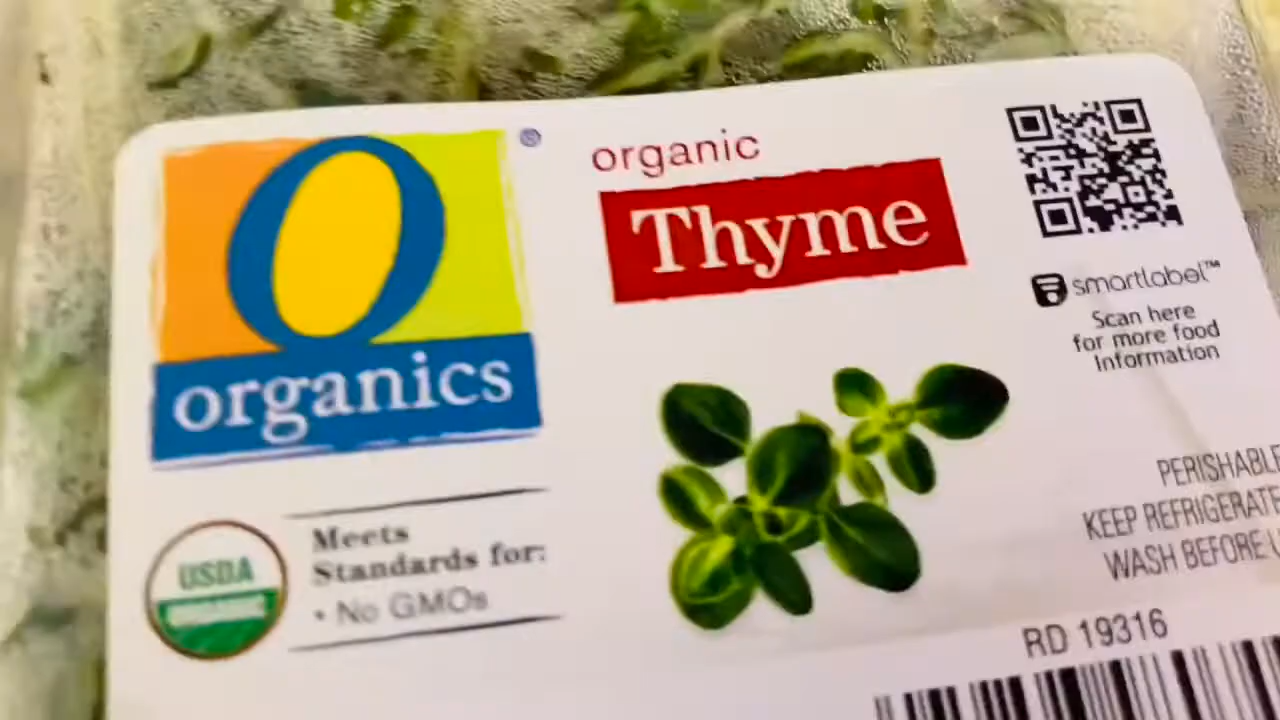 O
organics
®
organic
Thyme
smartlabel™
Scan here
for more food
Information
USDA
ORGANIC
Meets
Standards for:
• No GMOs
PERISHABLE
KEEP REFRIGERATE
WASH BEFORE U
RD 19316